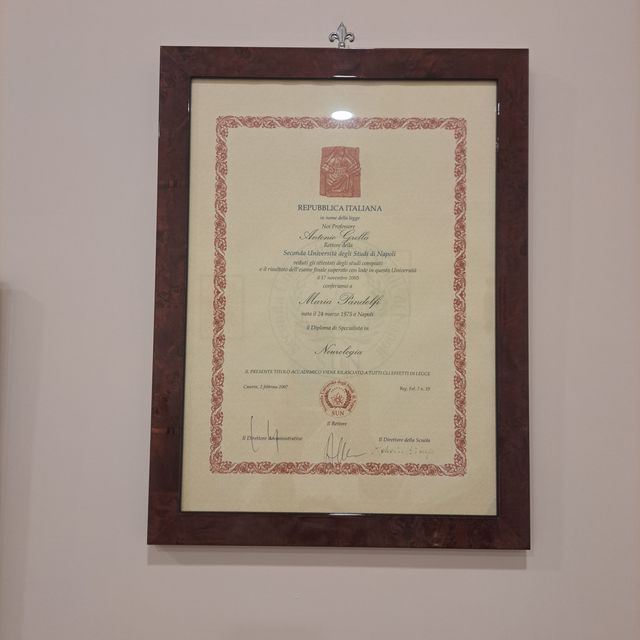 REPUBBLICA ITALIANA
in nome della legge
Noi Professore
Antonio Grella
Rettore della
Seconda Università degli Studi di Napoli
veduti gli attestati degli studi compiuti
e il risultato dell'esame finale superato con lode in questa Università
il 17 novembre 2005
conferiamo a
Maria Pandolfi
nata il 24 marzo 1975 a Napoli
il Diploma di Specialista in
Neurologia
IL PRESENTE TITOLO ACCADEMICO VIENE RILASCIATO A TUTTI GLI EFFETTI DI LEGGE
Caserta, 2 febbraio 2007
Reg. Fol. 7 n. 19
SUN
Il Rettore
Il Direttore Amministrativo
Il Direttore della Scuola